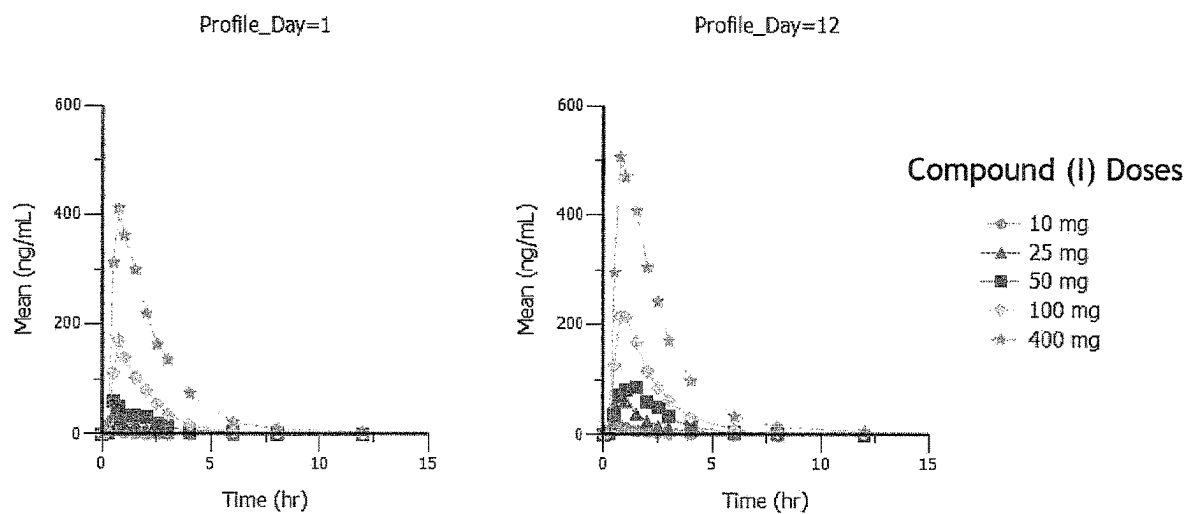 Profile_Day=1
Profile_Day=12
600
400
200
0
Mean (ng/mL)
0
5
10
15
Time (hr)
600
400
200
0
Mean (ng/mL)
0
5
10
15
Time (hr)
Compound (I) Doses
10 mg
25 mg
50 mg
100 mg
400 mg